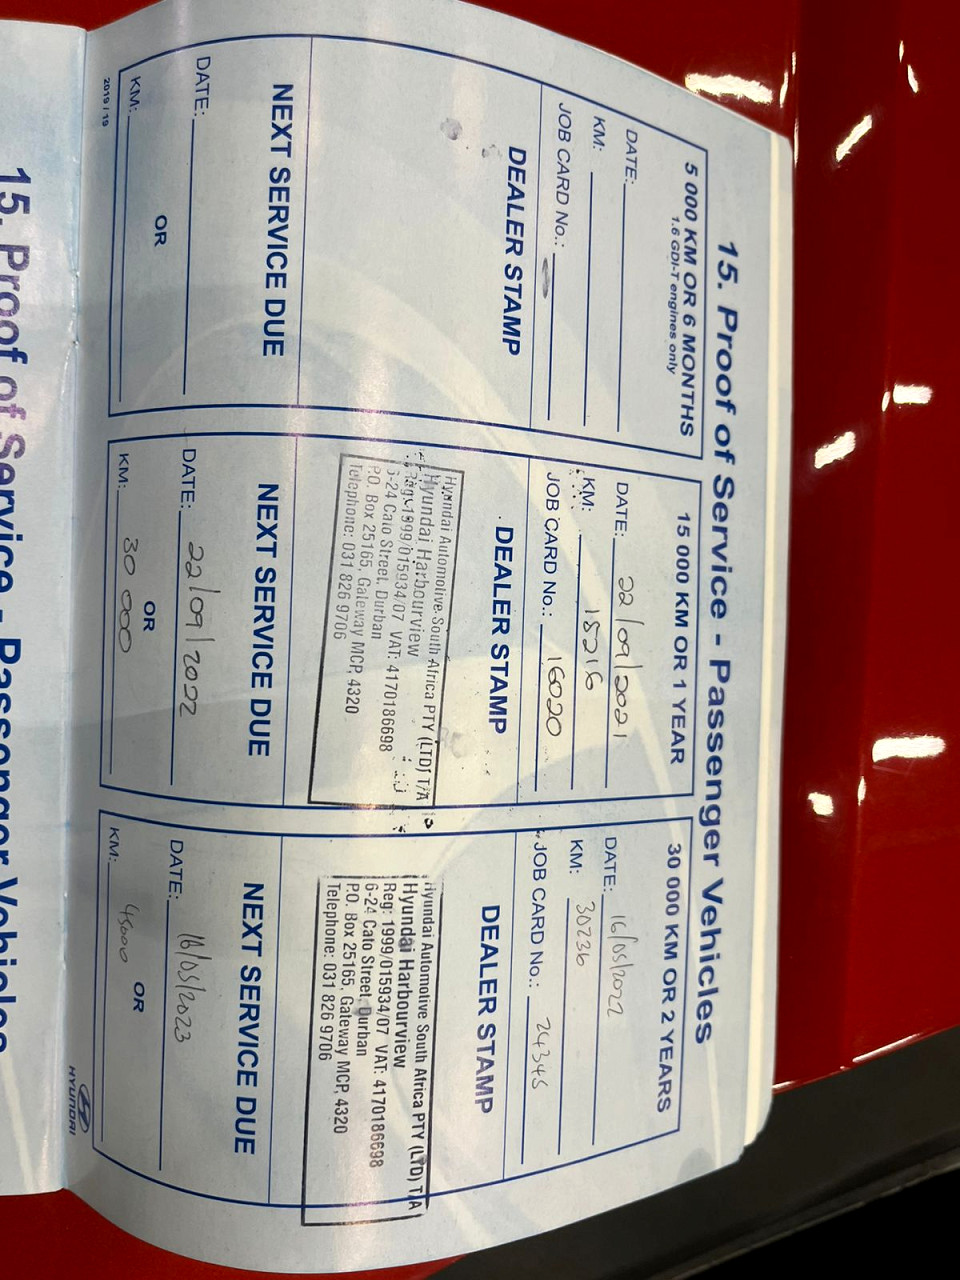 15. Proof of Service - Passenger Vehicles
5 000 KM OR 6 MONTHS
1.6 GDI-T engines only
DATE:
KM:
JOB CARD No.:
DEALER STAMP
NEXT SERVICE DUE
DATE:
OR
KM:
2019 / 19
15 000 KM OR 1 YEAR
DATE: 22/09/2021
KM: 15216
JOB CARD No.: 16020
DEALER STAMP
Hyundai Automotive South Africa PTY (LTD) T/A
Hyundai Harbourview
Reg: 1999/015934/07 VAT: 4170186698
6-24 Cato Street, Durban
P.O. Box 25165, Gateway MCP, 4320
Telephone: 031 826 9706
NEXT SERVICE DUE
DATE: 22/09/2022
OR
KM: 30 000
30 000 KM OR 2 YEARS
DATE: 16/05/2022
KM: 30236
JOB CARD No.: 24345
DEALER STAMP
Hyundai Automotive South Africa PTY (LTD) T/A
Hyundai Harbourview
Reg: 1999/015934/07 VAT: 4170186698
6-24 Cato Street, Durban
P.O. Box 25165, Gateway MCP, 4320
Telephone: 031 826 9706
NEXT SERVICE DUE
DATE: 16/05/2023
OR
KM: 45000
HYUNDAI
15. Proof of Service - Passenger Vehicles